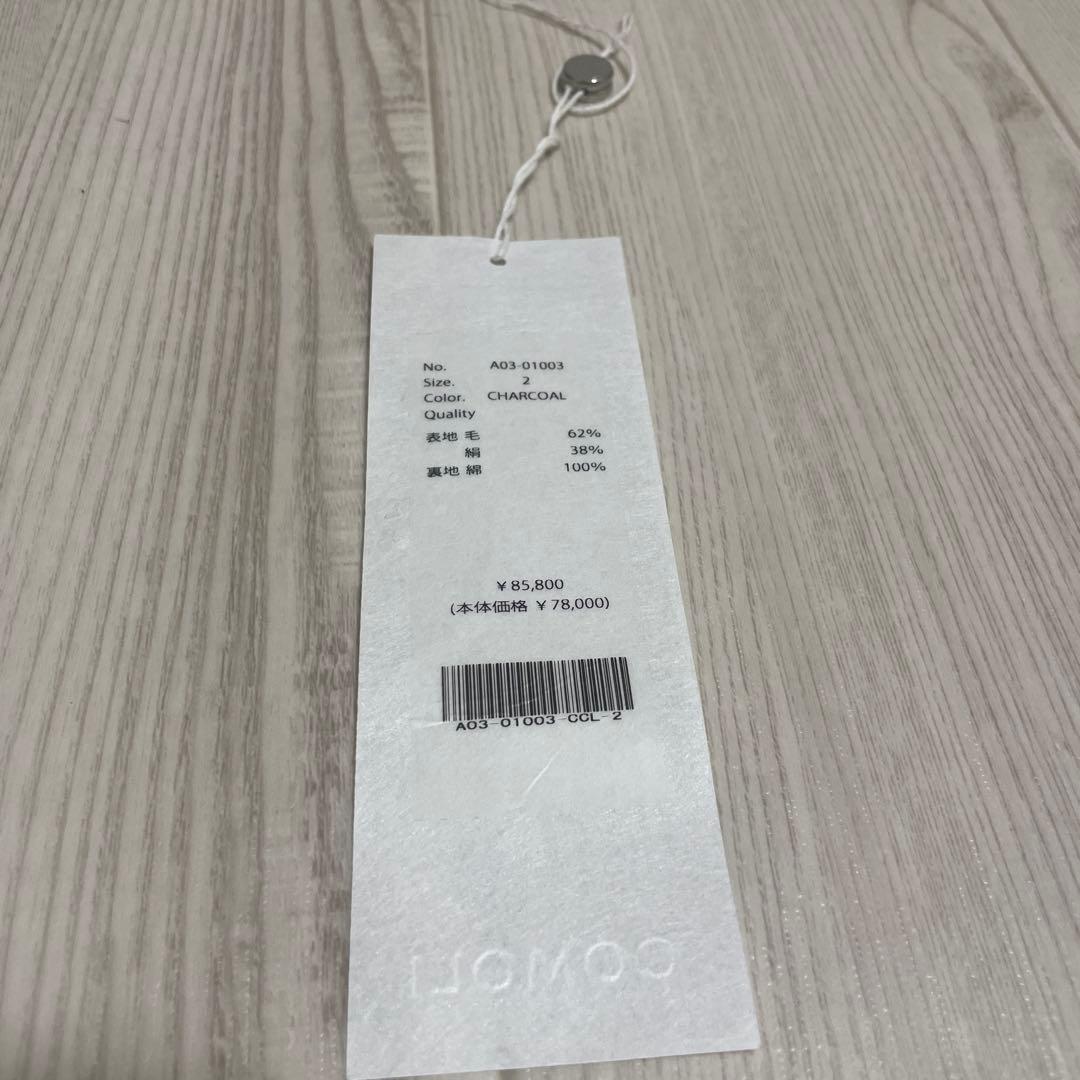 No. A03-01003
Size. 2
Color. CHARCOAL
Quality
表地 毛 62%
絹 38%
裏地 綿 100%
¥85,800
(本体価格 ¥78,000)
A03-01003-CCL-2
COMOLI